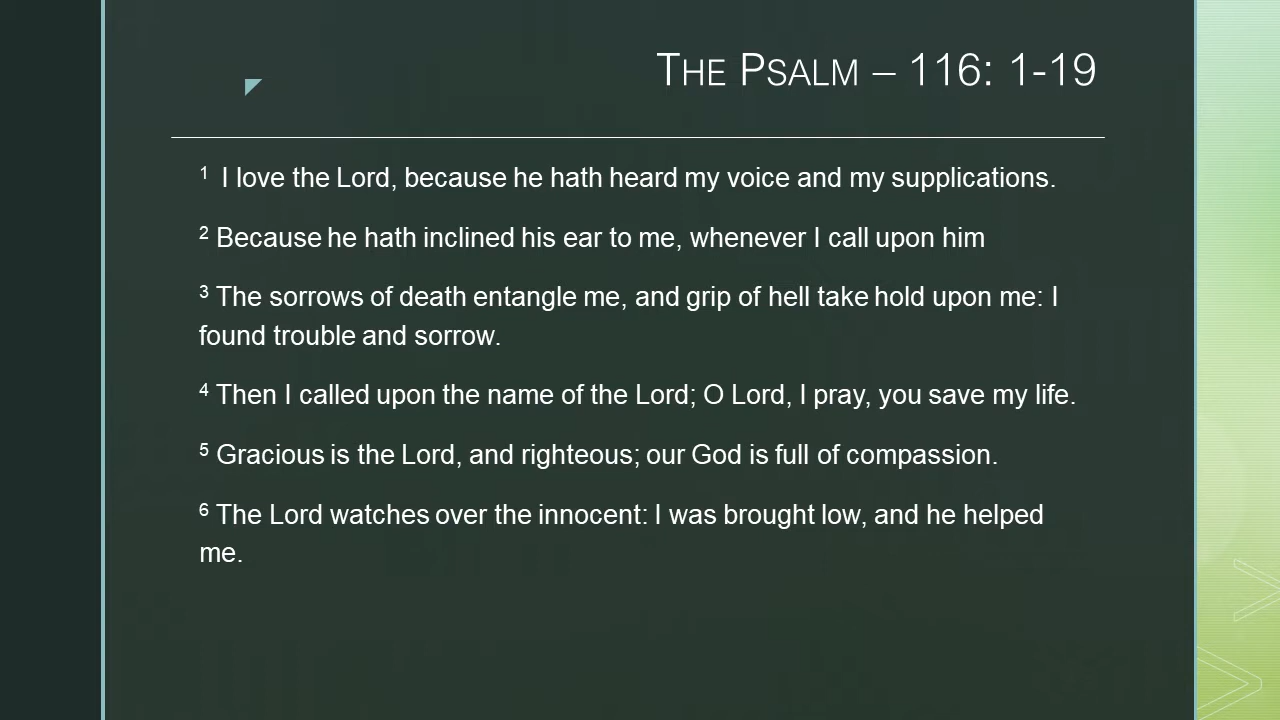 THE PSALM – 116: 1-19
1 I love the Lord, because he hath heard my voice and my supplications.
2 Because he hath inclined his ear to me, whenever I call upon him
3 The sorrows of death entangle me, and grip of hell take hold upon me: I
found trouble and sorrow.
4 Then I called upon the name of the Lord; O Lord, I pray, you save my life.
5 Gracious is the Lord, and righteous; our God is full of compassion.
6 The Lord watches over the innocent: I was brought low, and he helped
me.